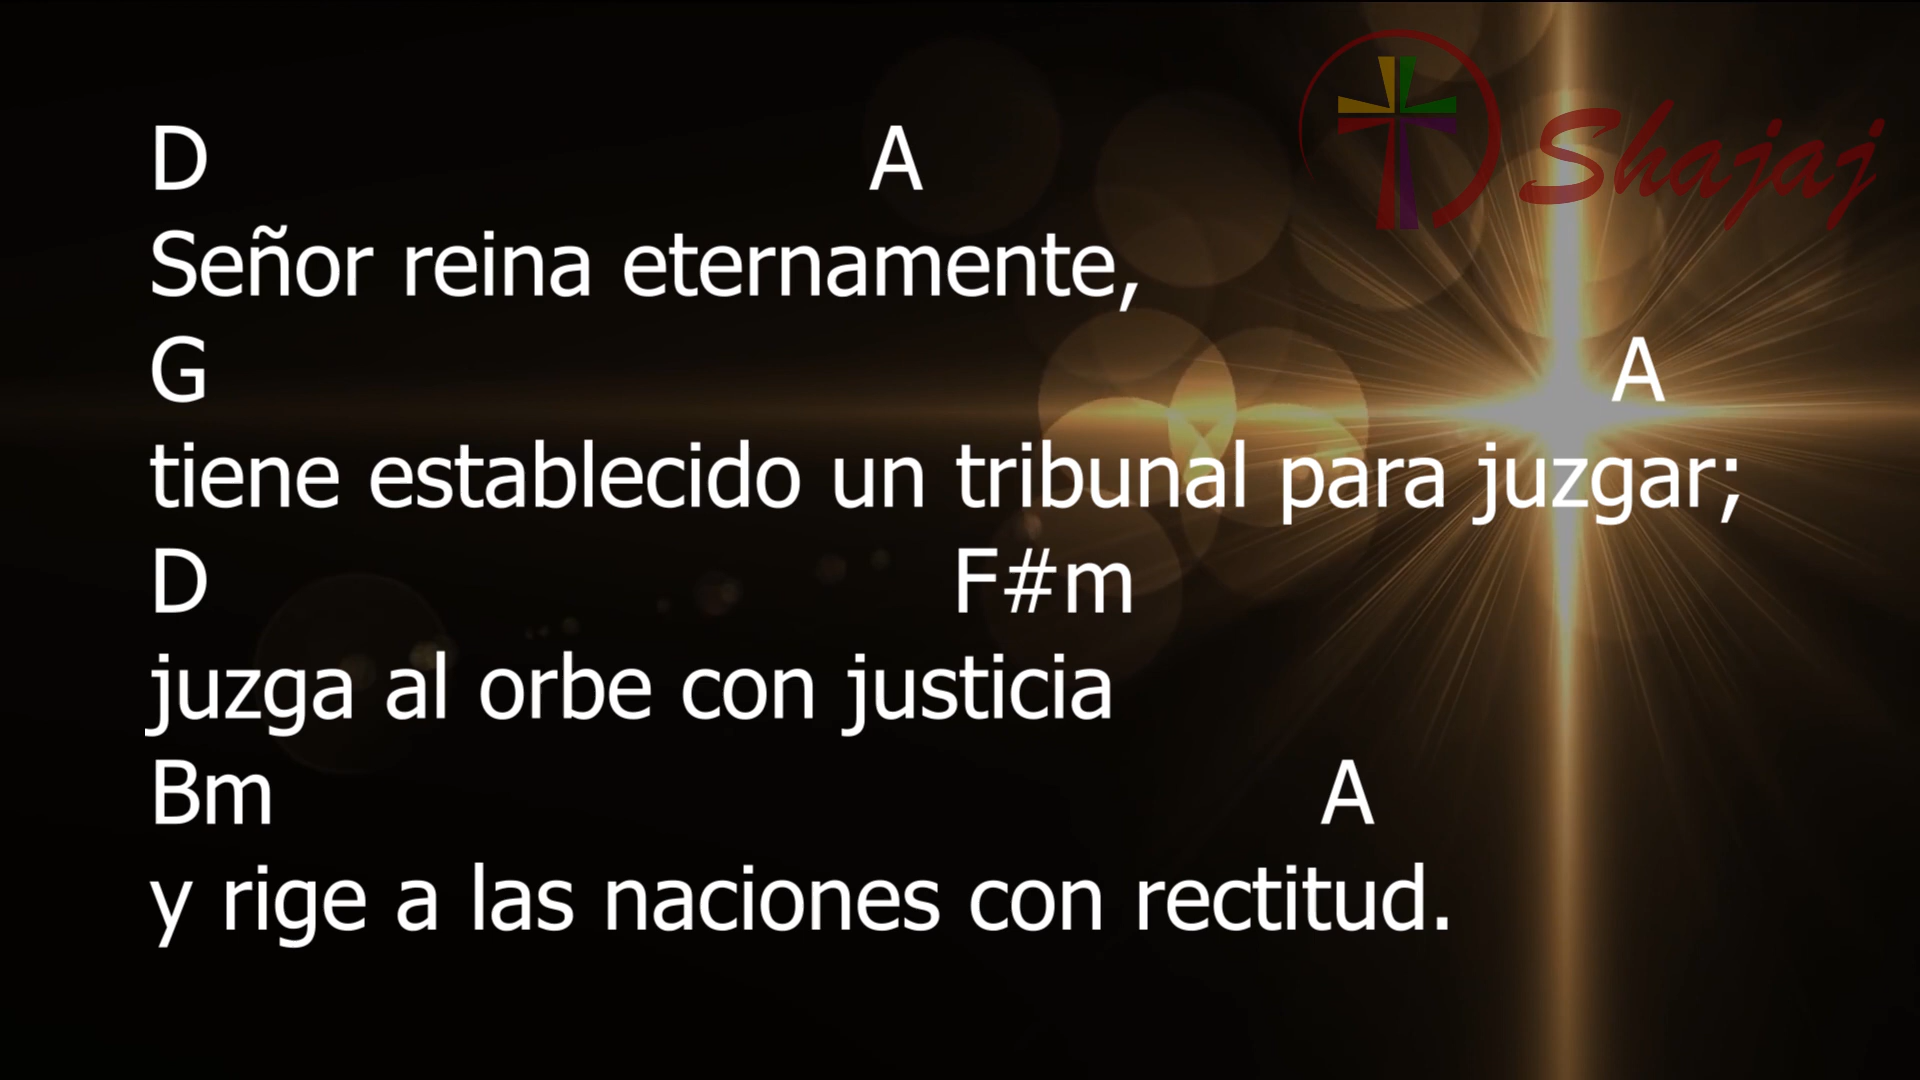 Shajaj
D A
Señor reina eternamente,
G A
tiene establecido un tribunal para juzgar;
D F#m
juzga al orbe con justicia
Bm A
y rige a las naciones con rectitud.